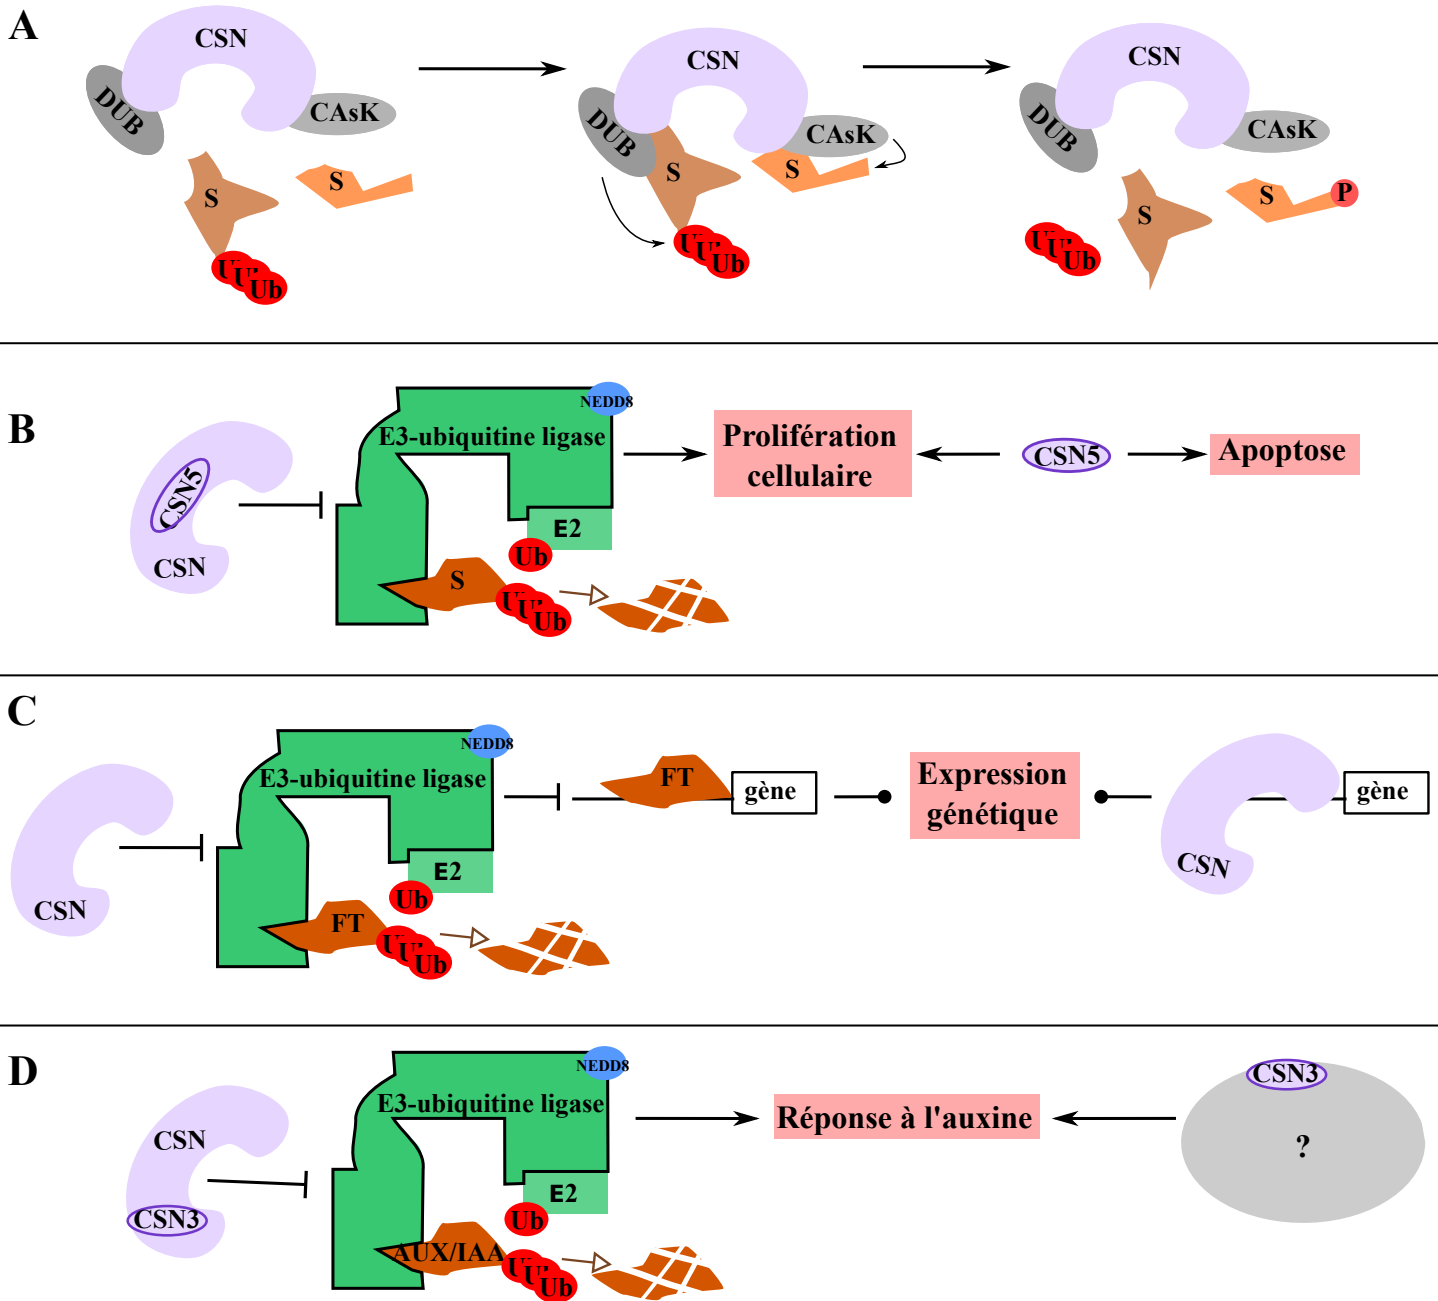 A
CSN
DUB
CAsK
S
S
U
U
Ub
CSN
DUB
CAsK
S
S
U
U
Ub
CSN
DUB
CAsK
S
S
P
U
U
Ub
B
CSN5
CSN
NEDD8
E3-ubiquitine ligase
E2
Ub
S
U
U
Ub
Prolifération
cellulaire
CSN5
Apoptose
C
CSN
NEDD8
E3-ubiquitine ligase
E2
Ub
FT
U
U
Ub
FT
gène
Expression
génétique
CSN
gène
D
CSN
CSN3
NEDD8
E3-ubiquitine ligase
E2
Ub
AUX/IAA
U
U
Ub
Réponse à l'auxine
CSN3
?